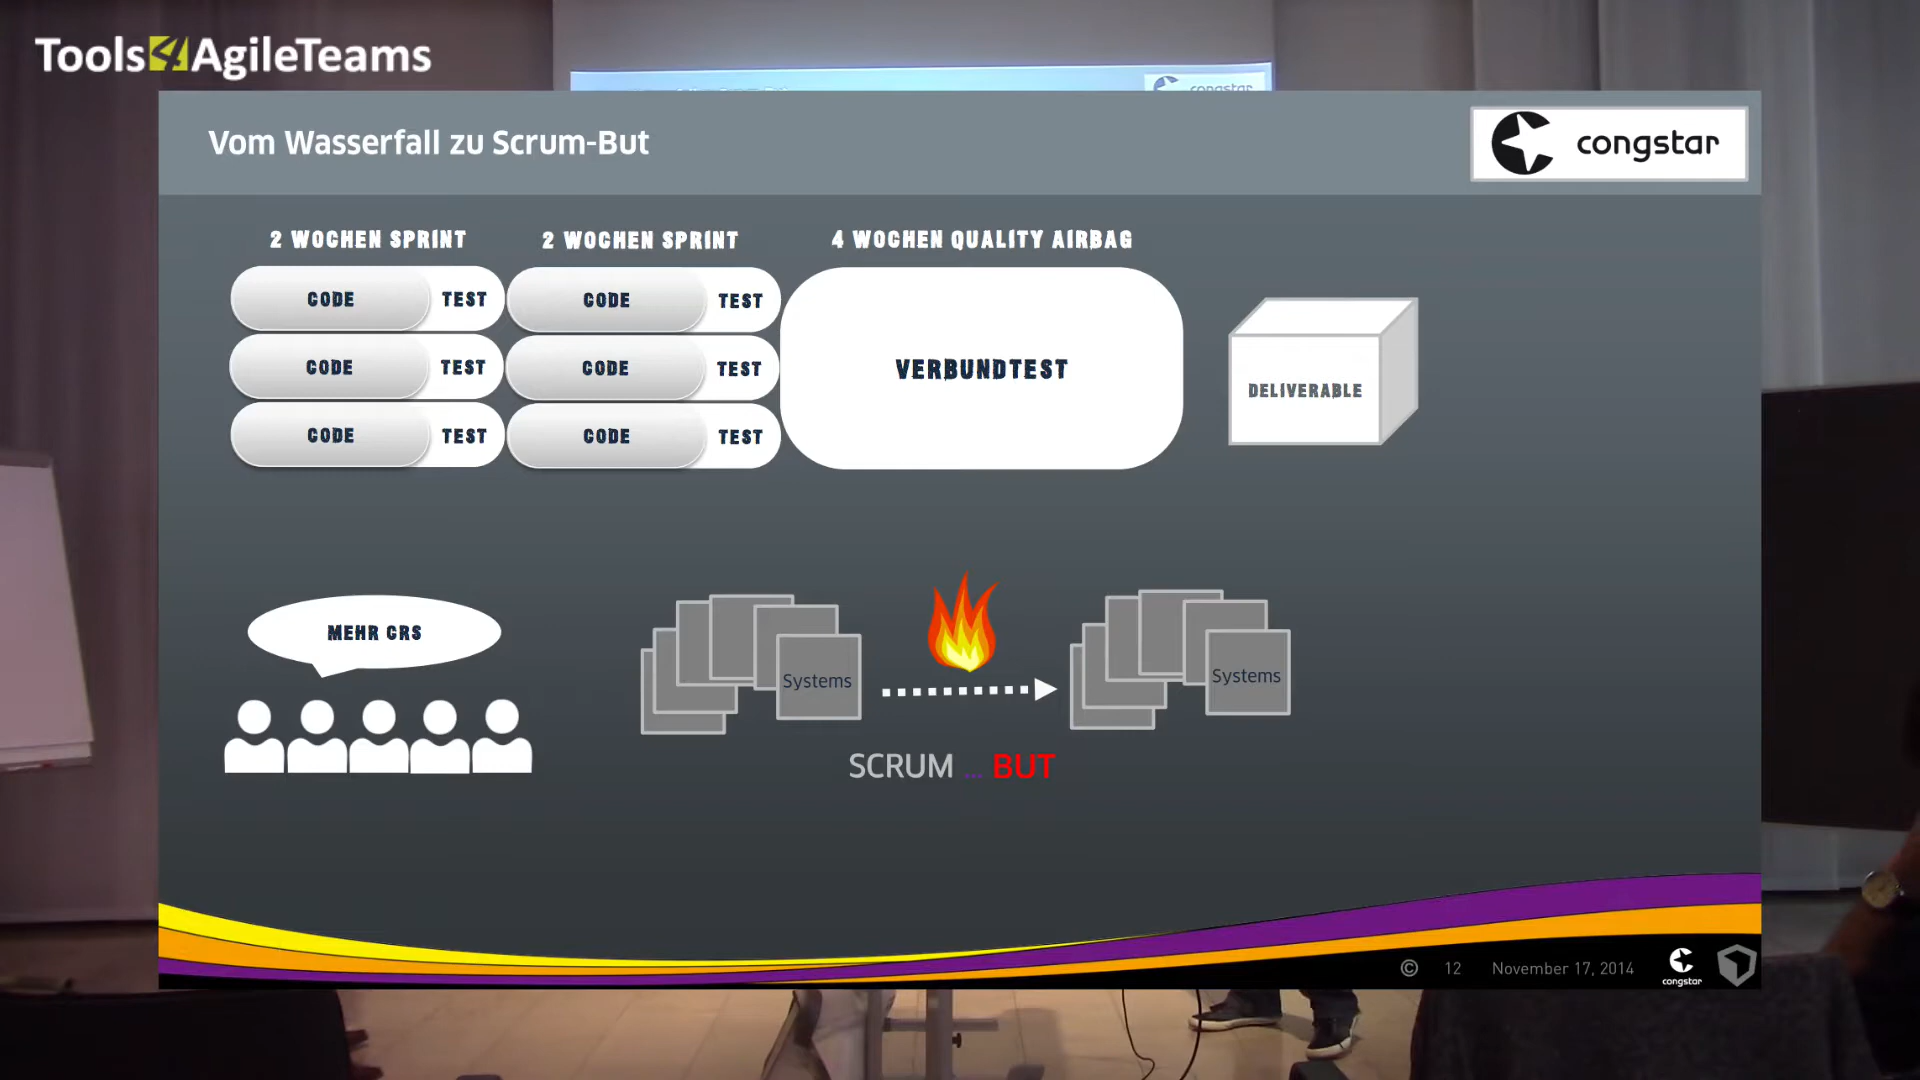 Tools4AgileTeams
congstar
Vom Wasserfall zu Scrum-But
congstar
2 WOCHEN SPRINT
2 WOCHEN SPRINT
4 WOCHEN QUALITY AIRBAG
CODE TEST CODE TEST
CODE TEST CODE TEST
CODE TEST CODE TEST
VERBUNDTEST
DELIVERABLE
MEHR CRS
Systems
Systems
SCRUM ... BUT
© 12 November 17, 2014
congstar